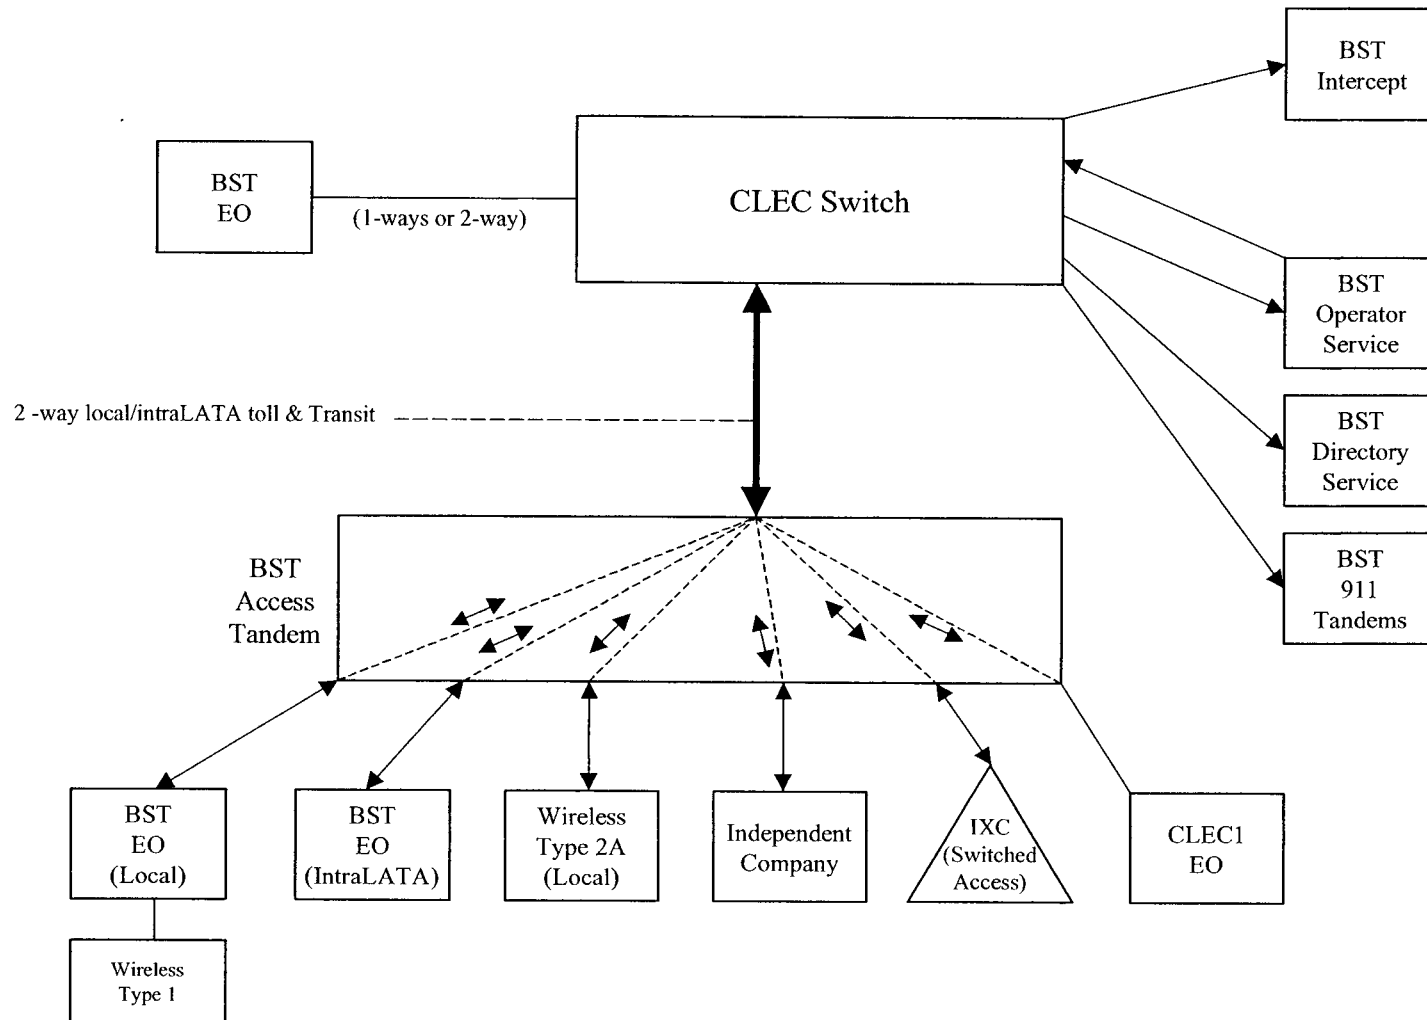 BST
Intercept
BST
EO
(1-ways or 2-way)
CLEC Switch
BST
Operator
Service
2 -way local/intraLATA toll & Transit
BST
Directory
Service
BST
Access
Tandem
BST
911
Tandems
BST
EO
(Local)
BST
EO
(IntraLATA)
Wireless
Type 2A
(Local)
Independent
Company
IXC
(Switched
Access)
CLEC1
EO
Wireless
Type 1